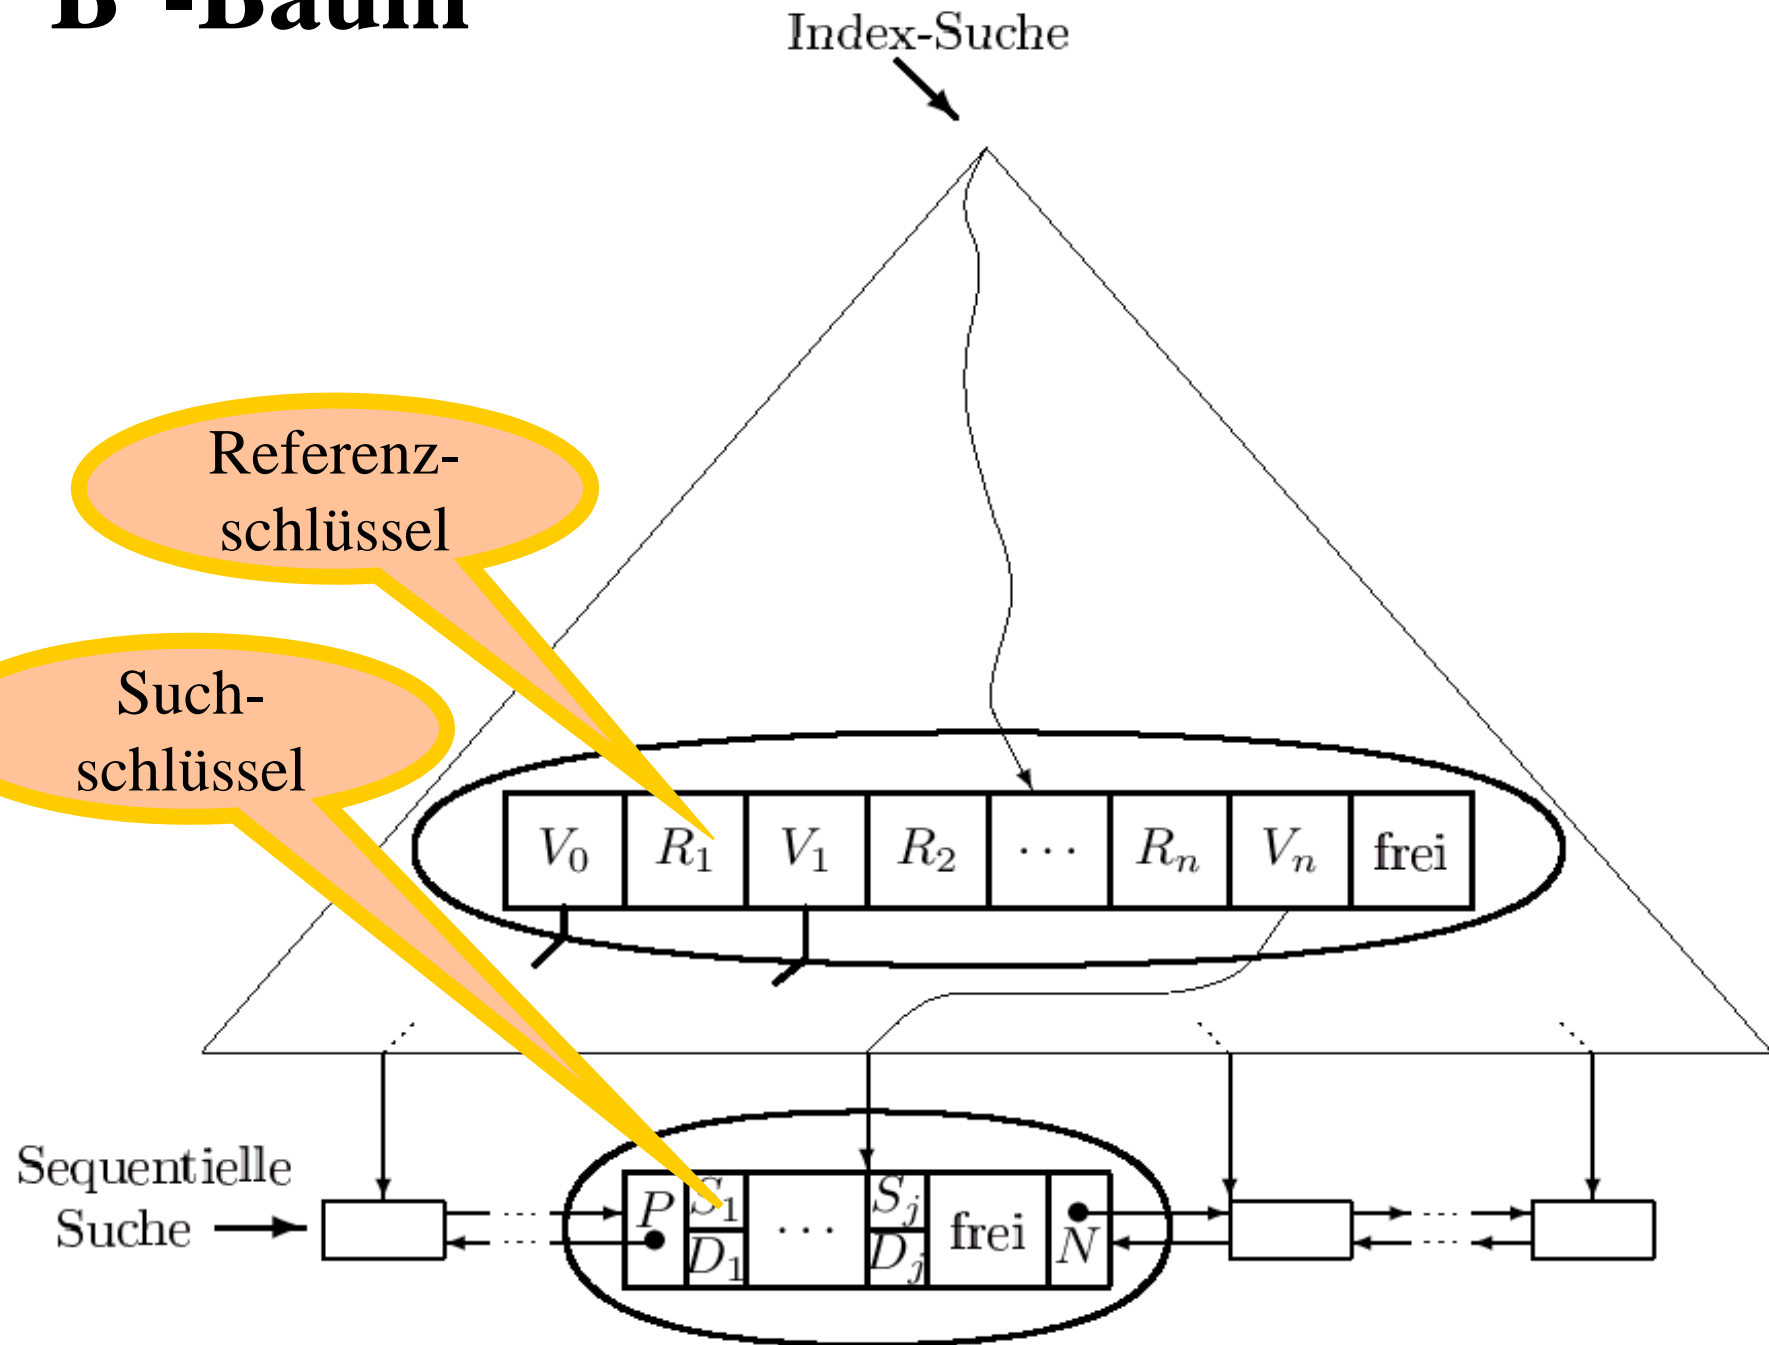 B -Baum
Index-Suche
Referenz-
schlüssel
Such-
schlüssel
V0 R1 V1 R2 ... Rn Vn frei
Sequentielle
Suche
P S1 ... Sj frei N
D1 Dj